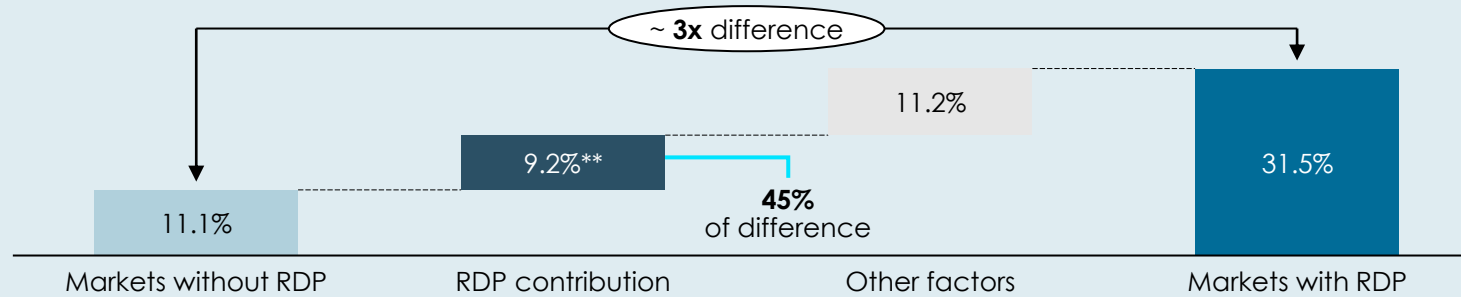 ~ 3x difference
11.2%
9.2%**
31.5%
45%
of difference
11.1%
Markets without RDP
RDP contribution
Other factors
Markets with RDP